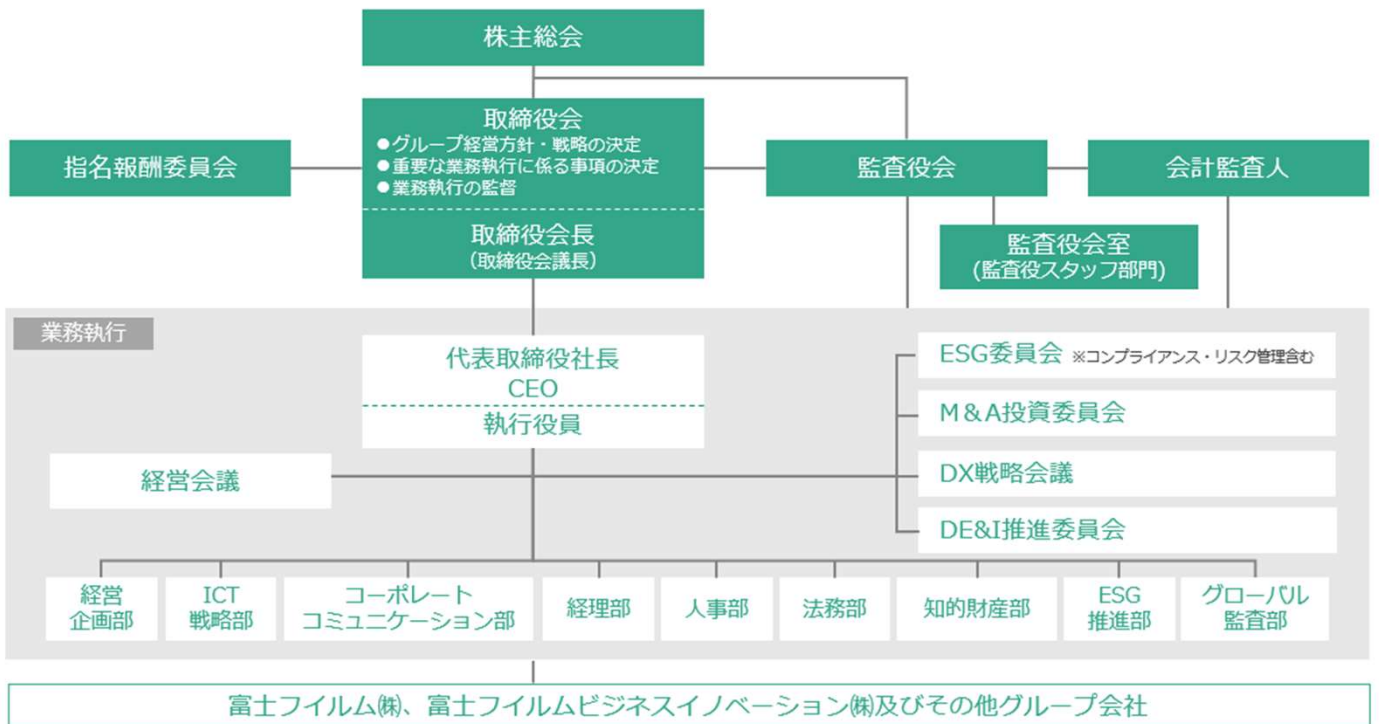 株主総会
取締役会
●グループ経営方針・戦略の決定
●重要な業務執行に係る事項の決定
●業務執行の監督
取締役会長
(取締役会議長)
指名報酬委員会
監査役会
会計監査人
監査役会室
(監査役スタッフ部門)
業務執行
代表取締役社長
CEO
執行役員
経営会議
ESG委員会 ※コンプライアンス・リスク管理含む
M&A投資委員会
DX戦略会議
DE&I推進委員会
経営
企画部
ICT
戦略部
コーポレート
コミュニケーション部
経理部
人事部
法務部
知的財産部
ESG
推進部
グローバル
監査部
富士フイルム㈱、富士フイルムビジネスイノベーション㈱及びその他グループ会社